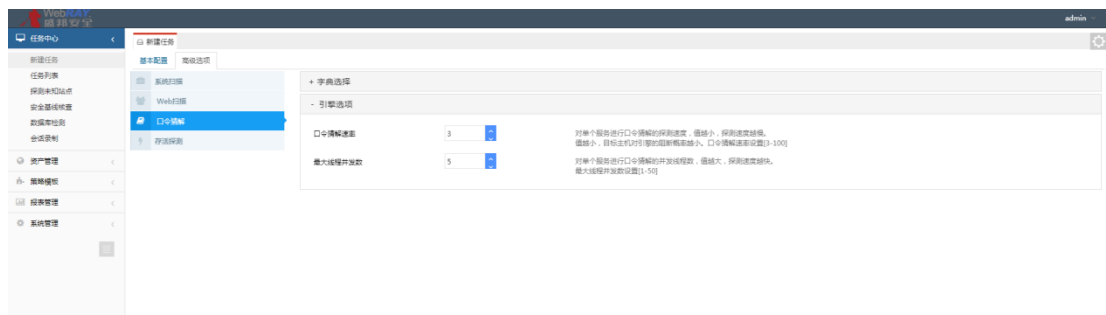 WebRAY
盛邦安全
admin
任务中心
新建任务
任务列表
探测未知站点
安全基线核查
数据库检测
会话录制
资产管理
策略模板
报表管理
系统管理
新建任务
基本配置 高级选项
系统扫描
Web扫描
口令猜解
存活探测
+ 字典选择
- 引擎选项
口令猜解速率 3 对单个服务进行口令猜解的探测速度，值越小，探测速度越慢。
值越小，目标主机对引擎的阻断概率越小。口令猜解速率设置[3-100]
最大线程并发数 5 对单个服务进行口令猜解的并发线程数，值越大，探测速度越快。
最大线程并发数设置[1-50]